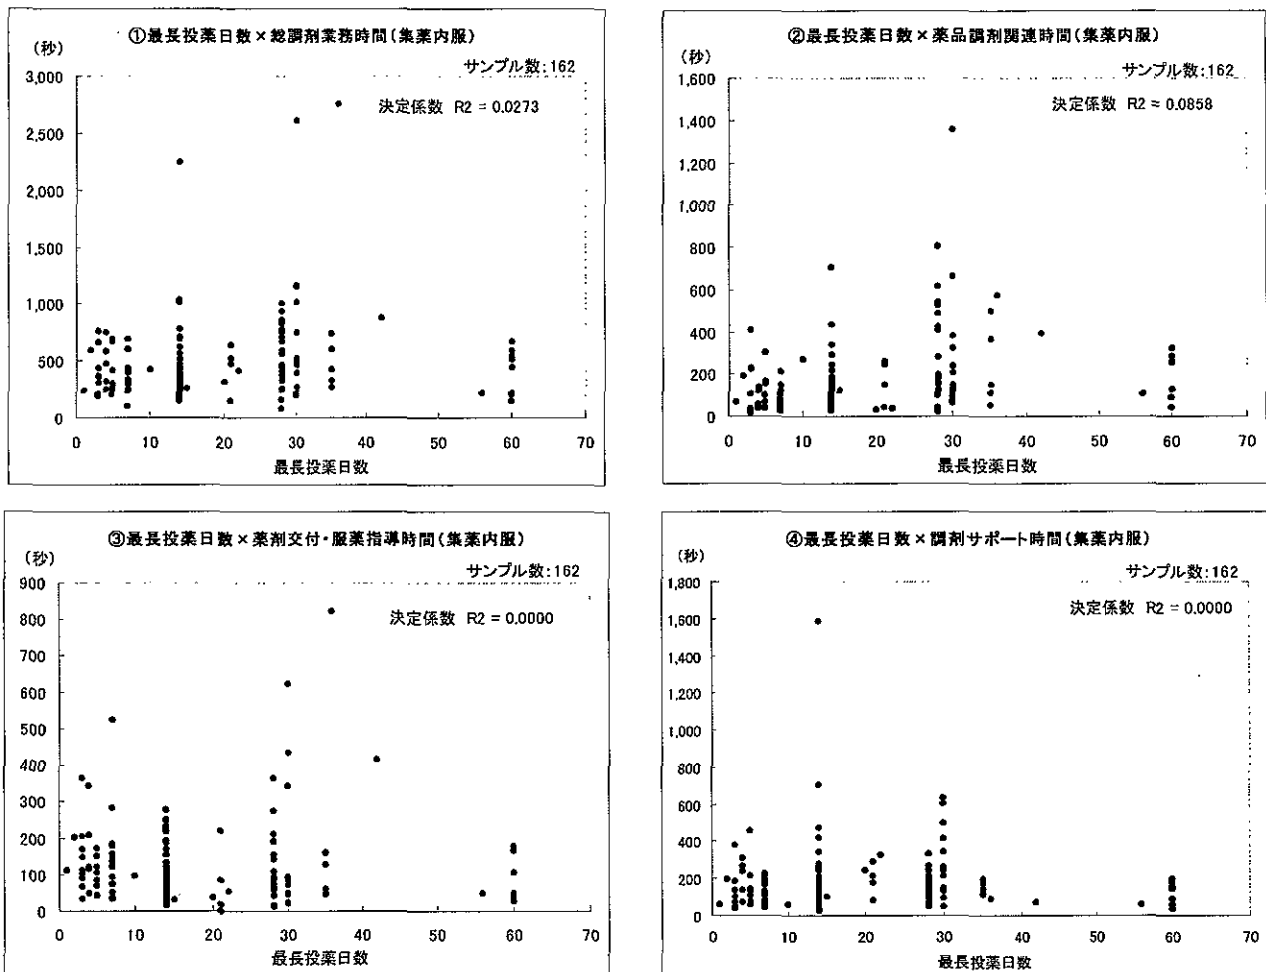 ①最長投薬日数×総調剤業務時間(集薬内服)
(秒)
サンプル数:162
決定係数 R2 = 0.0273
3,000
2,500
2,000
1,500
1,000
500
0
0 10 20 30 40 50 60 70
最長投薬日数
②最長投薬日数×薬品調剤関連時間(集薬内服)
(秒)
サンプル数:162
決定係数 R2 = 0.0858
1,600
1,400
1,200
1,000
800
600
400
200
0
0 10 20 30 40 50 60 70
最長投薬日数
③最長投薬日数×薬剤交付・服薬指導時間(集薬内服)
(秒)
サンプル数:162
決定係数 R2 = 0.0000
900
800
700
600
500
400
300
200
100
0
0 10 20 30 40 50 60 70
最長投薬日数
④最長投薬日数×調剤サポート時間(集薬内服)
(秒)
サンプル数:162
決定係数 R2 = 0.0000
1,800
1,600
1,400
1,200
1,000
800
600
400
200
0
0 10 20 30 40 50 60 70
最長投薬日数